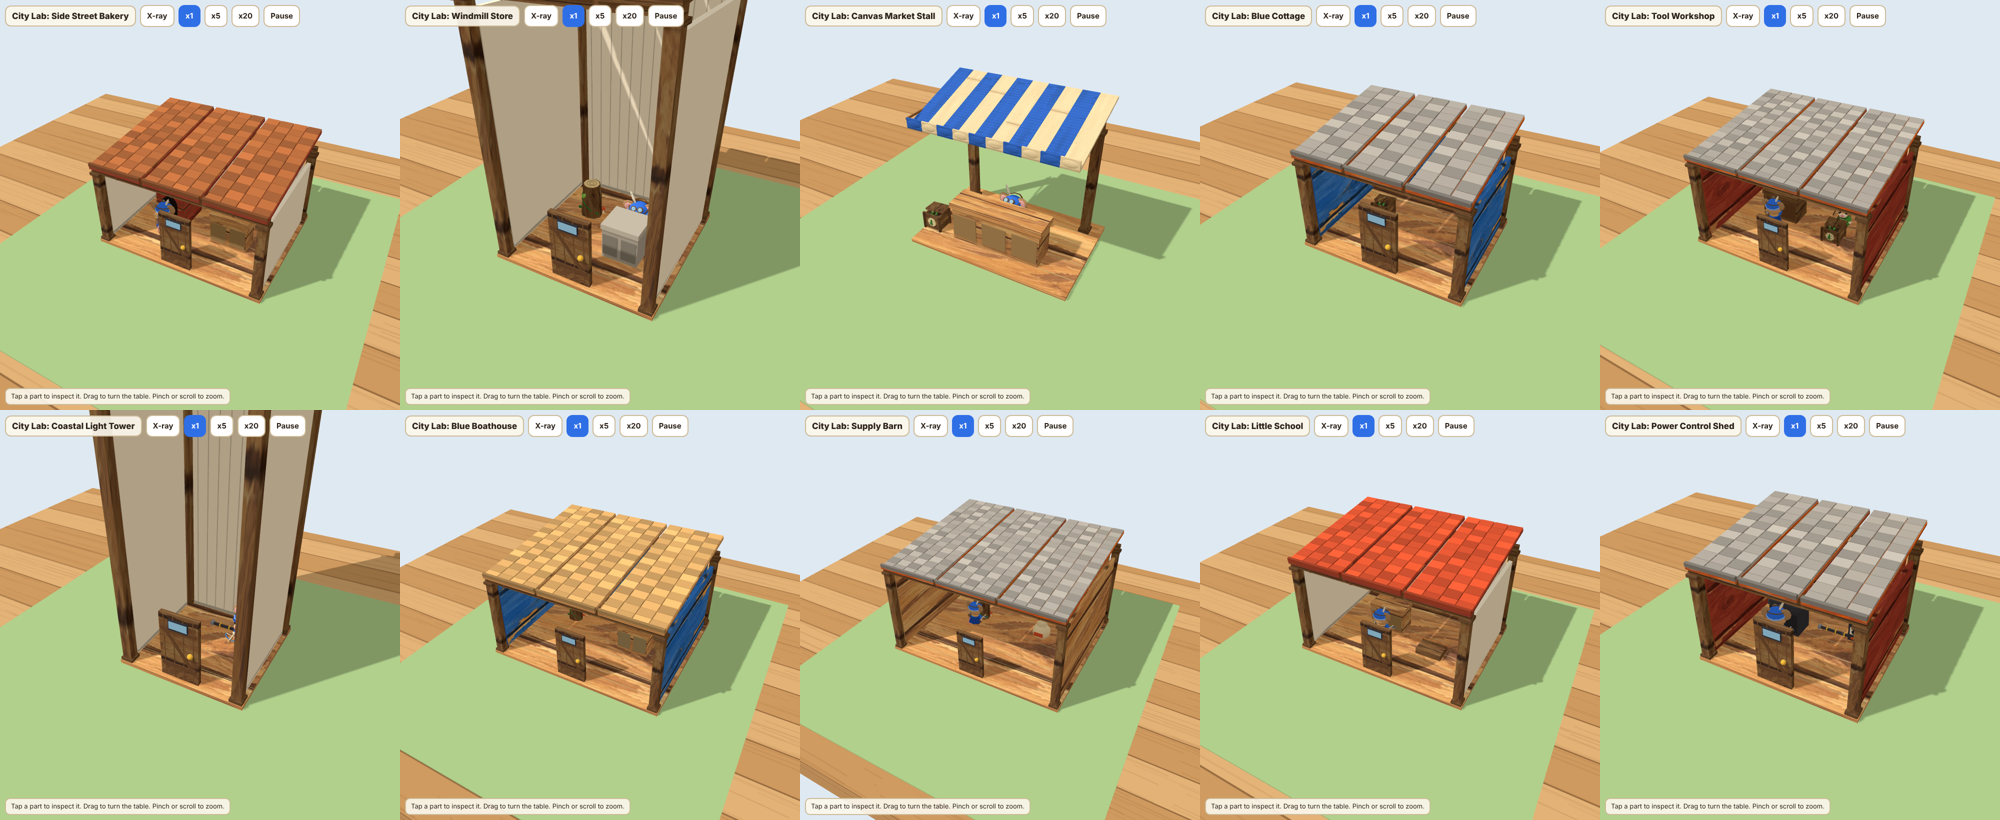 City Lab: Side Street Bakery X-ray x1 x5 x20 Pause
City Lab: Windmill Store X-ray x1 x5 x20 Pause
City Lab: Canvas Market Stall X-ray x1 x5 x20 Pause
City Lab: Blue Cottage X-ray x1 x5 x20 Pause
City Lab: Tool Workshop X-ray x1 x5 x20 Pause
Tap a part to inspect it. Drag to turn the table. Pinch or scroll to zoom.
Tap a part to inspect it. Drag to turn the table. Pinch or scroll to zoom.
Tap a part to inspect it. Drag to turn the table. Pinch or scroll to zoom.
Tap a part to inspect it. Drag to turn the table. Pinch or scroll to zoom.
Tap a part to inspect it. Drag to turn the table. Pinch or scroll to zoom.
City Lab: Coastal Light Tower X-ray x1 x5 x20 Pause
City Lab: Blue Boathouse X-ray x1 x5 x20 Pause
City Lab: Supply Barn X-ray x1 x5 x20 Pause
City Lab: Little School X-ray x1 x5 x20 Pause
City Lab: Power Control Shed X-ray x1 x5 x20 Pause
Tap a part to inspect it. Drag to turn the table. Pinch or scroll to zoom.
Tap a part to inspect it. Drag to turn the table. Pinch or scroll to zoom.
Tap a part to inspect it. Drag to turn the table. Pinch or scroll to zoom.
Tap a part to inspect it. Drag to turn the table. Pinch or scroll to zoom.
Tap a part to inspect it. Drag to turn the table. Pinch or scroll to zoom.